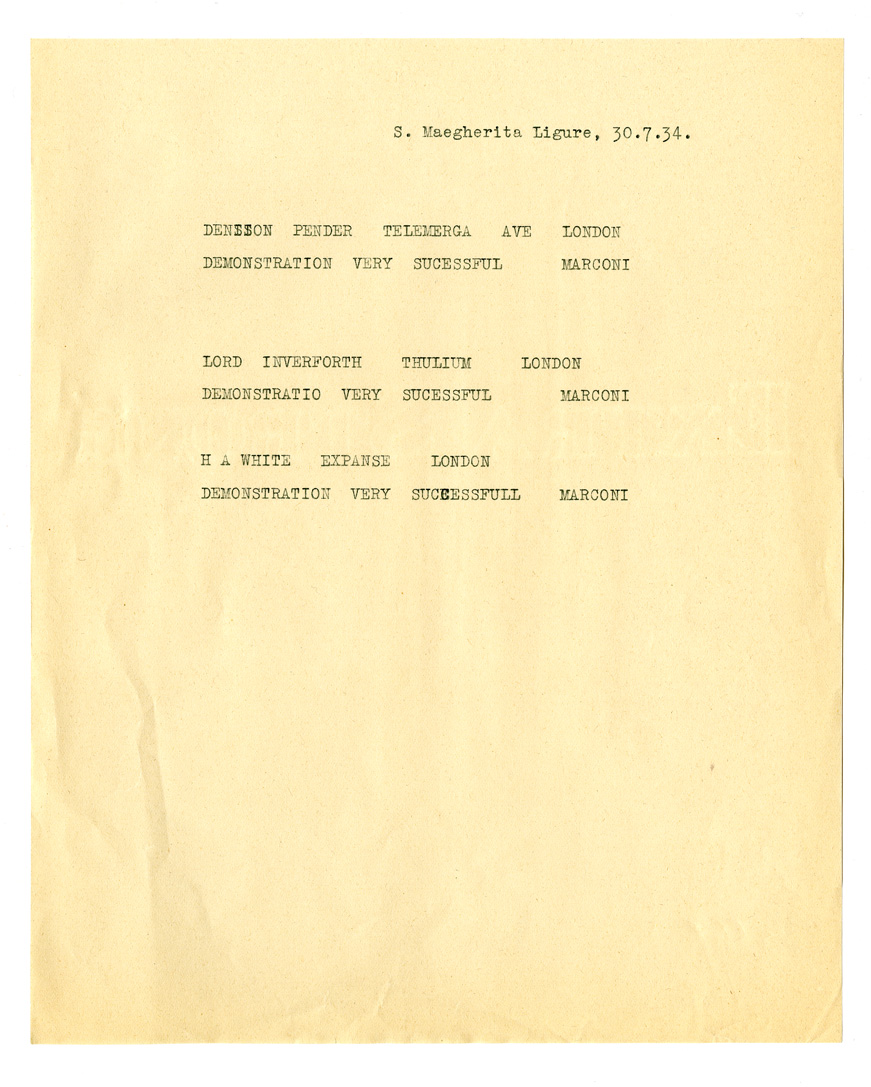 S. Maegherita Ligure, 30.7.34.
DENSSON PENDER TELEMERGA AVE LONDON
DEMONSTRATION VERY SUCESSFUL MARCONI
LORD INVERFORTH THULIUM LONDON
DEMONSTRATIO VERY SUCESSFUL MARCONI
H A WHITE EXPANSE LONDON
DEMONSTRATION VERY SUCCESSFULL MARCONI